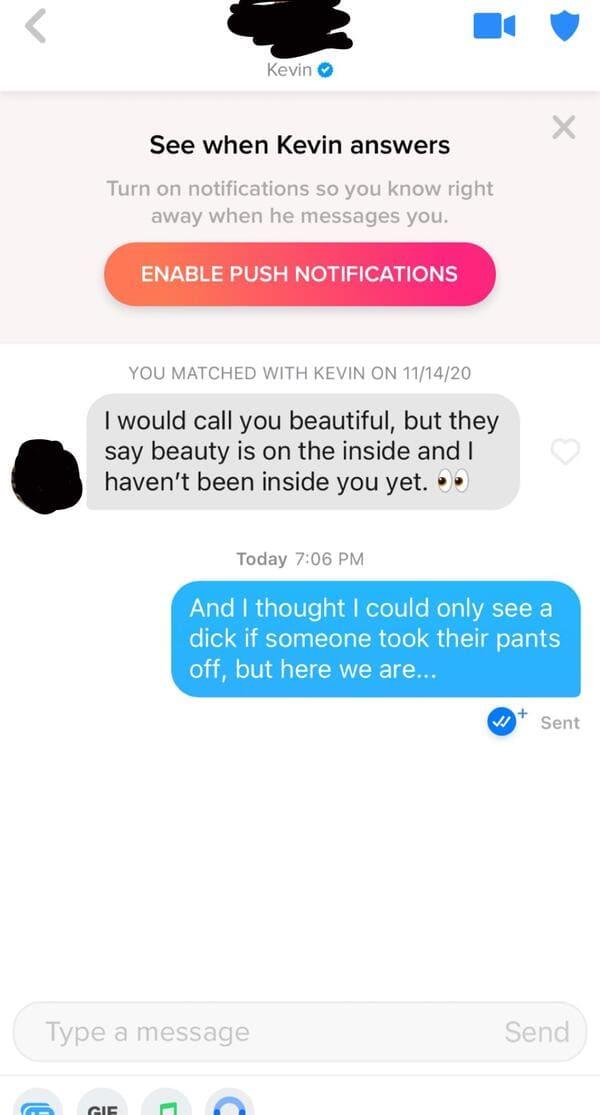 Kevin
See when Kevin answers
Turn on notifications so you know right
away when he messages you.
ENABLE PUSH NOTIFICATIONS
YOU MATCHED WITH KEVIN ON 11/14/20
I would call you beautiful, but they
say beauty is on the inside and I
haven't been inside you yet. 👀
Today 7:06 PM
And I thought I could only see a
dick if someone took their pants
off, but here we are...
Sent
Type a message
Send
GIF